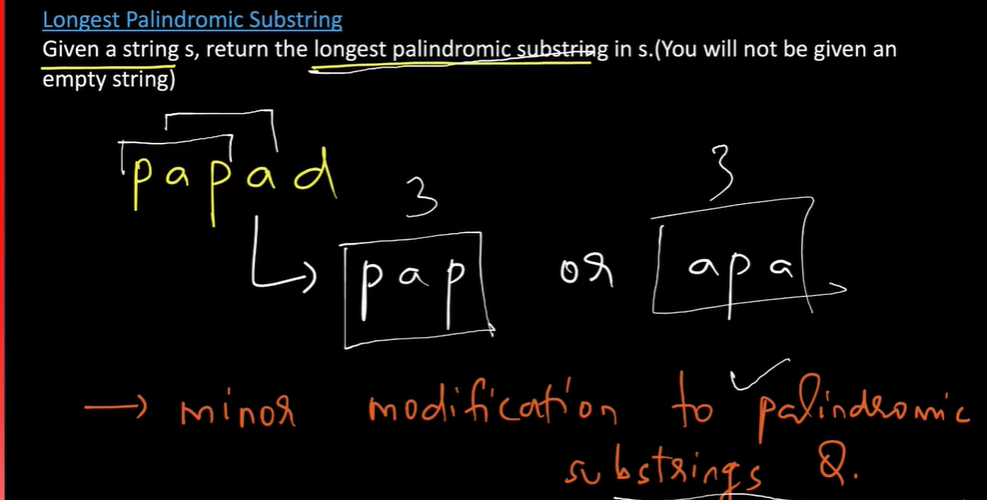 Longest Palindromic Substring
Given a string s, return the longest palindromic substring in s.(You will not be given an
empty string)
papad
3 3
pap or apa
→ minor modification to palindromic
substrings Q.